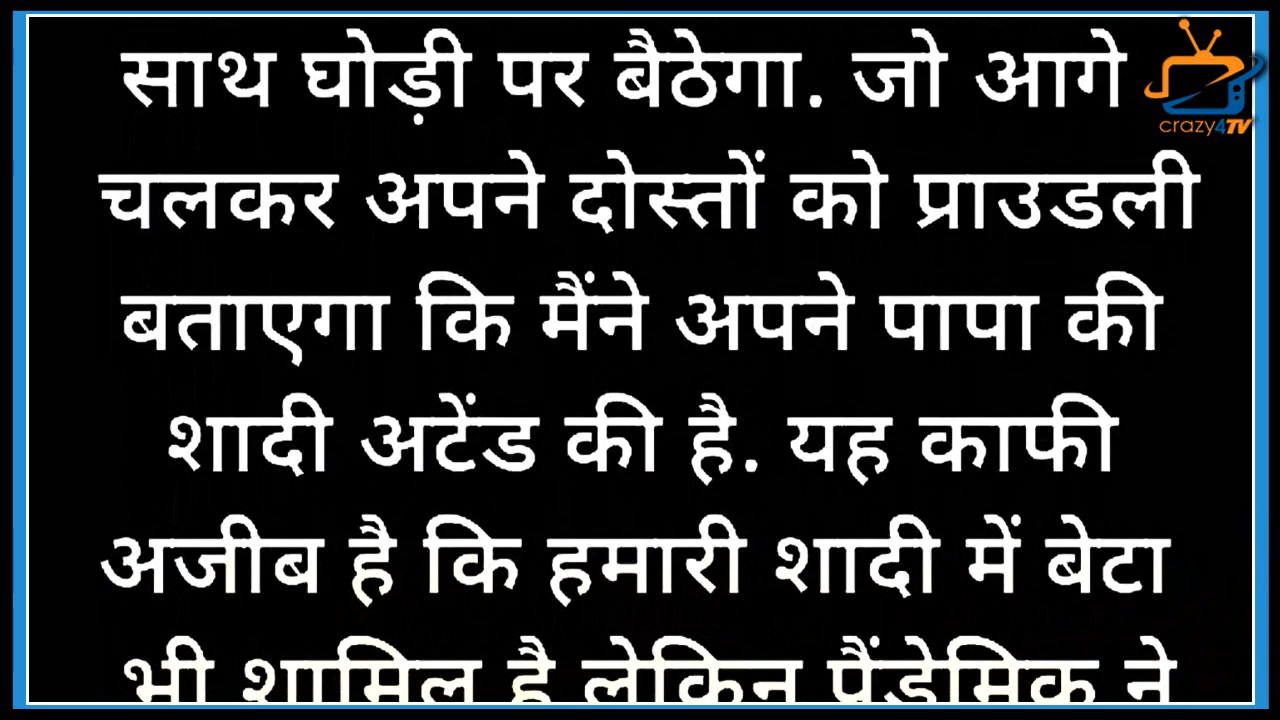 साथ घोड़ी पर बैठेगा. जो आगे
crazy4TV
चलकर अपने दोस्तों को प्राउडली
बताएगा कि मैंने अपने पापा की
शादी अटेंड की है. यह काफी
अजीब है कि हमारी शादी में बेटा
भी शामिल है लेकिन पैंडेमिक ने